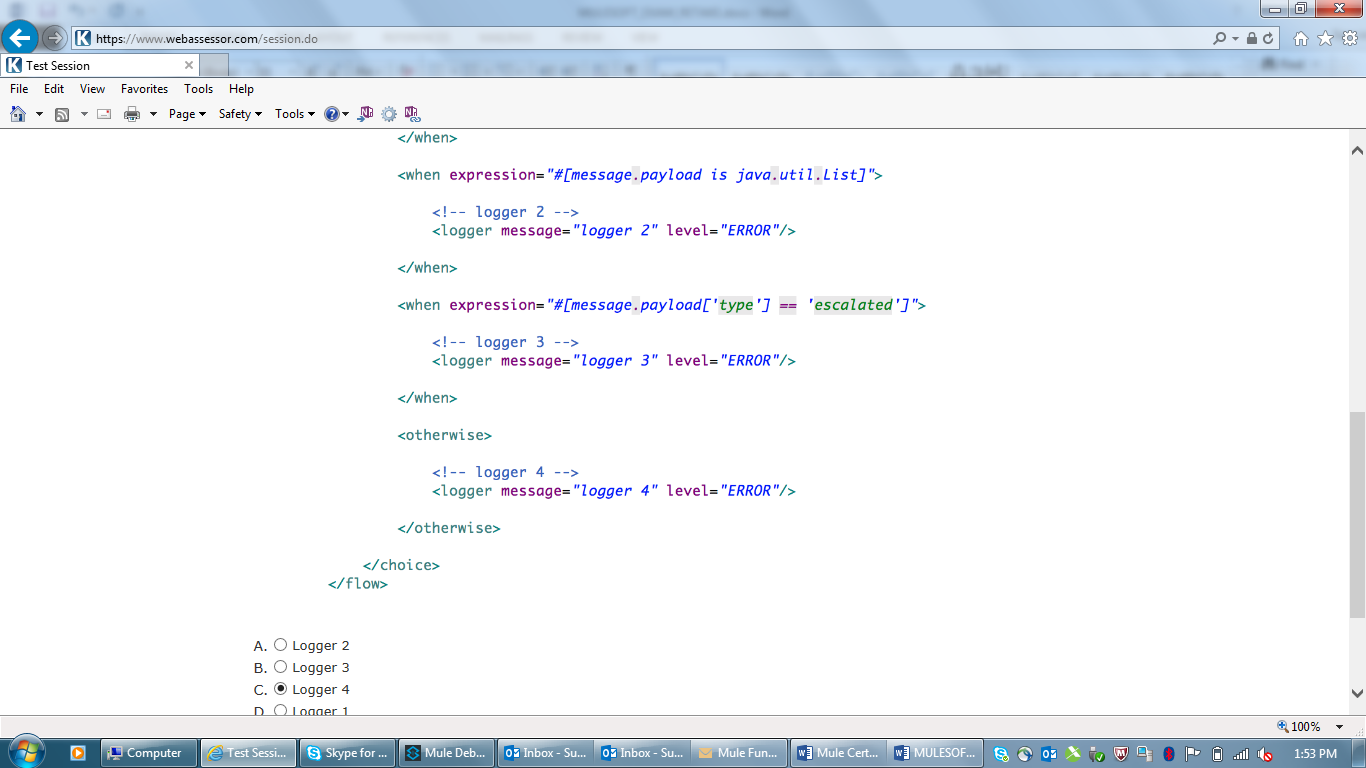 https://www.webassessor.com/session.do
Test Session
File Edit View Favorites Tools Help
Page Safety Tools
</when>
<when expression="#[message.payload is java.util.List]">
<!-- logger 2 -->
<logger message="logger 2" level="ERROR"/>
</when>
<when expression="#[message.payload['type'] == 'escalated']">
<!-- logger 3 -->
<logger message="logger 3" level="ERROR"/>
</when>
<otherwise>
<!-- logger 4 -->
<logger message="logger 4" level="ERROR"/>
</otherwise>
</choice>
</flow>
A. Logger 2
B. Logger 3
C. Logger 4
D. Logger 1
100%
Computer Test Sessi... Skype for ... Mule Deb... Inbox - Su... Inbox - Su... Mule Fun... Mule Cert... MULESOF... 1:53 PM